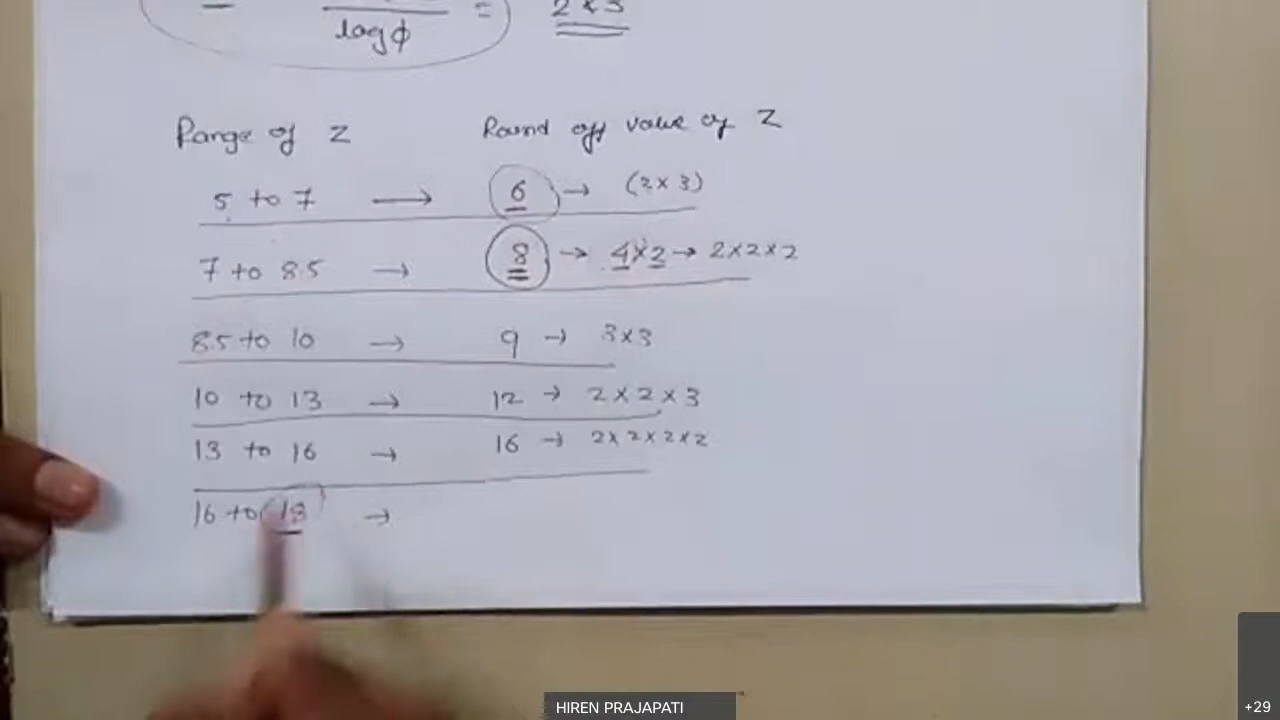 log φ = 2 x 3
Range of Z Round off value of Z
5 to 7 → 6 → (2 x 3)
7 to 8.5 → 8 → 4 x 2 → 2 x 2 x 2
8.5 to 10 → 9 → 3 x 3
10 to 13 → 12 → 2 x 2 x 3
13 to 16 → 16 → 2 x 2 x 2 x 2
16 to 18 →
HIREN PRAJAPATI
+29